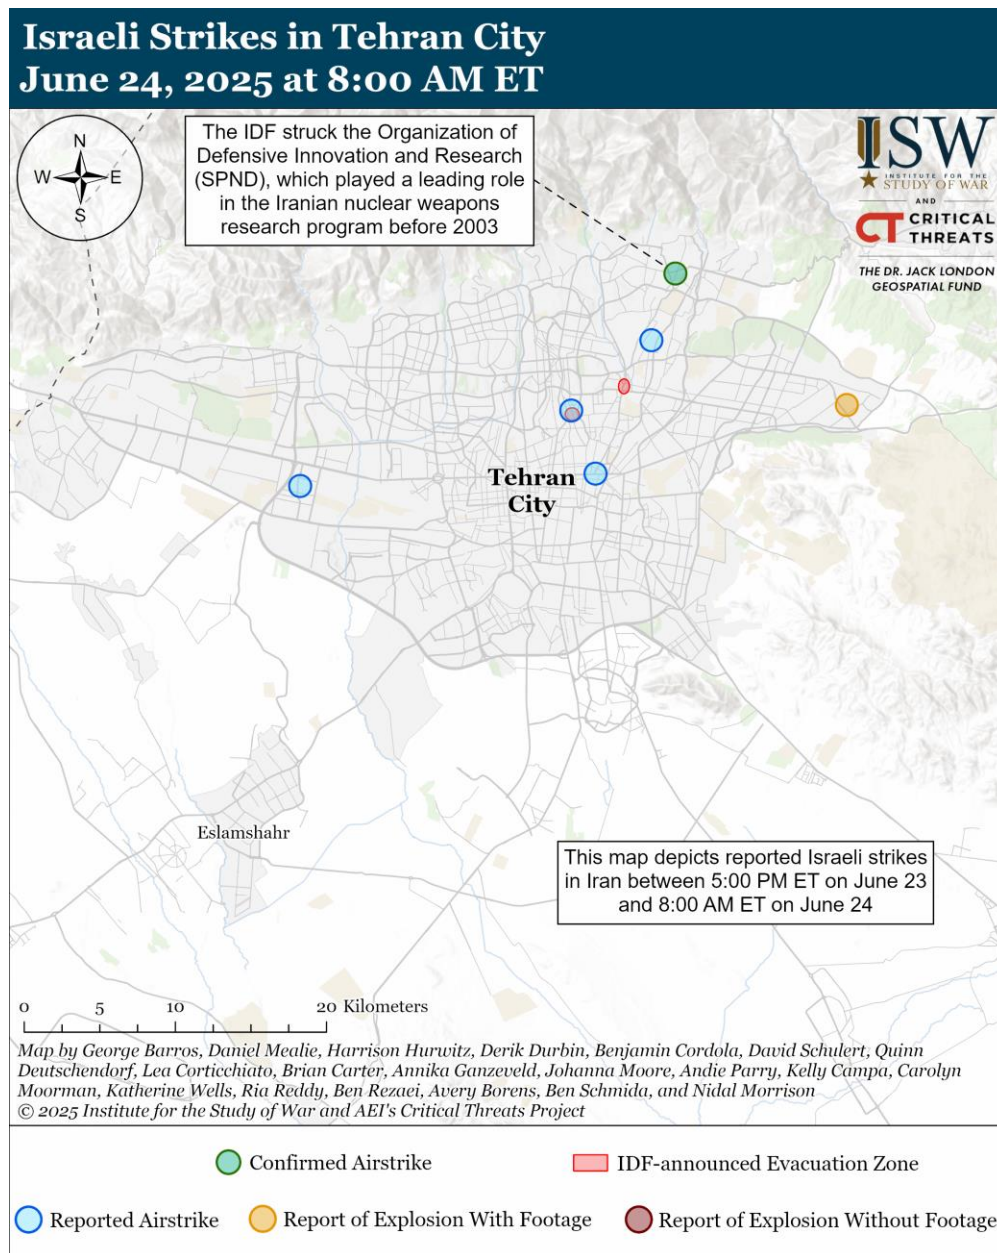 Israeli Strikes in Tehran City
June 24, 2025 at 8:00 AM ET
N
W
E
S
The IDF struck the Organization of
Defensive Innovation and Research
(SPND), which played a leading role
in the Iranian nuclear weapons
research program before 2003
ISW
INSTITUTE FOR THE
STUDY OF WAR
AND
CT CRITICAL
THREATS
THE DR. JACK LONDON
GEOSPATIAL FUND
Tehran
City
Eslamshahr
This map depicts reported Israeli strikes
in Iran between 5:00 PM ET on June 23
and 8:00 AM ET on June 24
0 5 10 20 Kilometers
Map by George Barros, Daniel Mealie, Harrison Hurwitz, Derik Durbin, Benjamin Cordola, David Schulert, Quinn
Deutschendorf, Lea Corticchiato, Brian Carter, Annika Ganzeveld, Johanna Moore, Andie Parry, Kelly Campa, Carolyn
Moorman, Katherine Wells, Ria Reddy, Ben Rezaei, Avery Borens, Ben Schmida, and Nidal Morrison
© 2025 Institute for the Study of War and AEI's Critical Threats Project
Confirmed Airstrike
IDF-announced Evacuation Zone
Reported Airstrike
Report of Explosion With Footage
Report of Explosion Without Footage